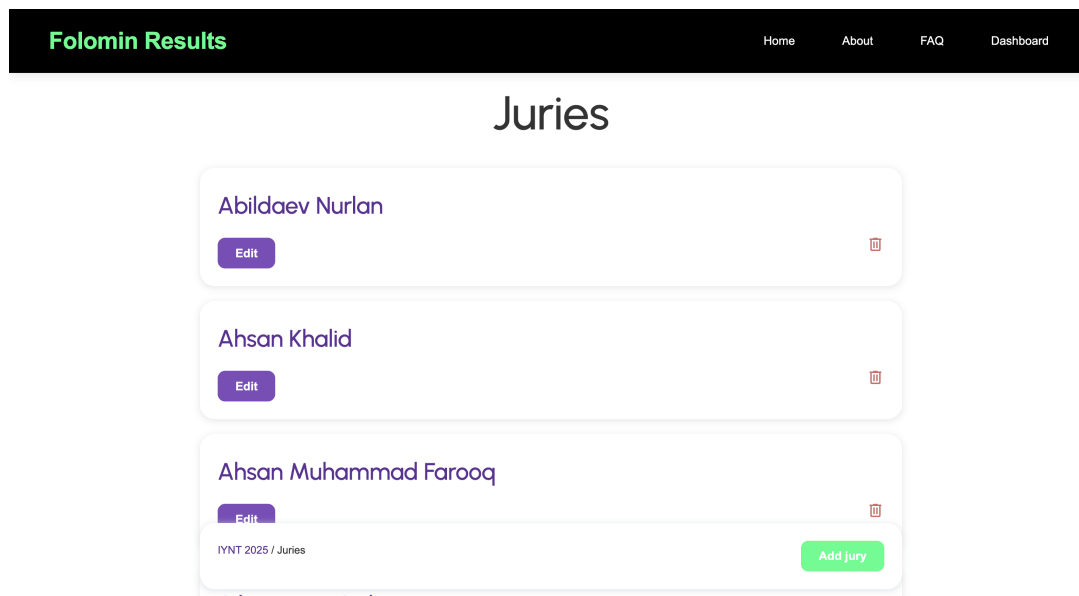 Folomin Results
Home About FAQ Dashboard
Juries
Abildaev Nurlan
Edit
Ahsan Khalid
Edit
Ahsan Muhammad Farooq
Edit
IYNT 2025 / Juries
Add jury